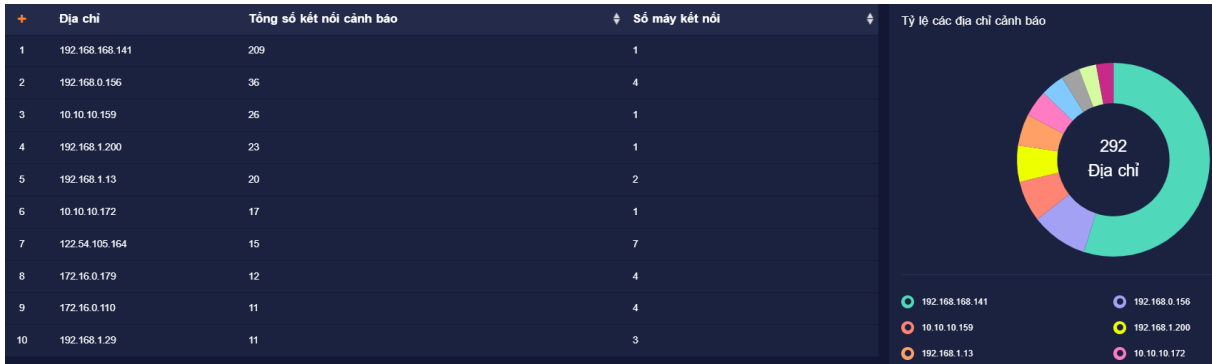 + Địa chỉ Tổng số kết nối cảnh báo Số máy kết nối
1 192.168.168.141 209 1
2 192.168.0.156 36 4
3 10.10.10.159 26 1
4 192.168.1.200 23 1
5 192.168.1.13 20 2
6 10.10.10.172 17 1
7 122.54.105.164 15 7
8 172.16.0.179 12 4
9 172.16.0.110 11 4
10 192.168.1.29 11 3
Tỷ lệ các địa chỉ cảnh báo
292
Địa chỉ
192.168.168.141 192.168.0.156
10.10.10.159 192.168.1.200
192.168.1.13 10.10.10.172